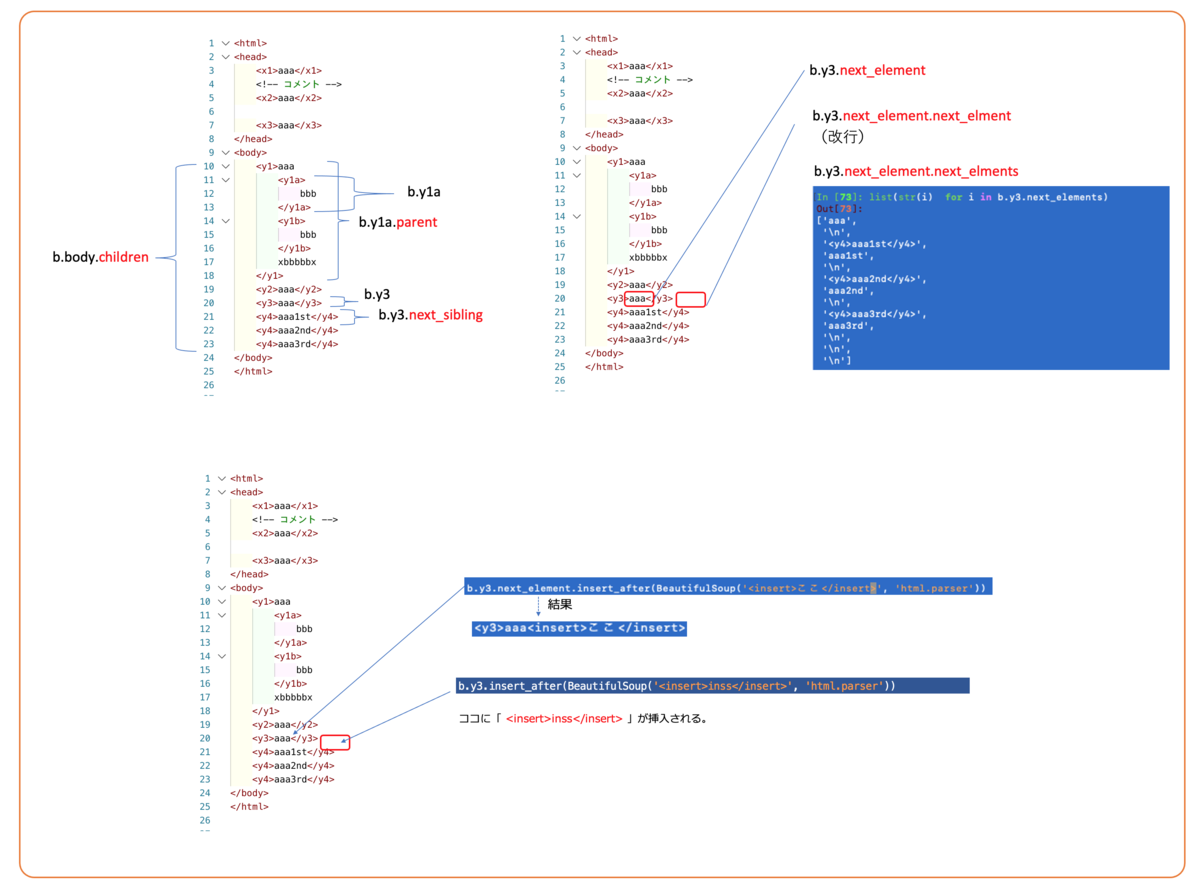 1 <html>
2 <head>
3 <x1>aaa</x1>
4 <!-- コメント -->
5 <x2>aaa</x2>
6
7 <x3>aaa</x3>
8 </head>
9 <body>
10 <y1>aaa
11 <y1a>
12 bbb
13 </y1a>
14 <y1b>
15 bbb
16 </y1b>
17 xbbbbbx
18 </y1>
19 <y2>aaa</y2>
20 <y3>aaa</y3>
21 <y4>aaa1st</y4>
22 <y4>aaa2nd</y4>
23 <y4>aaa3rd</y4>
24 </body>
25 </html>
26
b.body.children
b.y1a
b.y1a.parent
b.y3
b.y3.next_sibling
1 <html>
2 <head>
3 <x1>aaa</x1>
4 <!-- コメント -->
5 <x2>aaa</x2>
6
7 <x3>aaa</x3>
8 </head>
9 <body>
10 <y1>aaa
11 <y1a>
12 bbb
13 </y1a>
14 <y1b>
15 bbb
16 </y1b>
17 xbbbbbx
18 </y1>
19 <y2>aaa</y2>
20 <y3>aaa</y3>
21 <y4>aaa1st</y4>
22 <y4>aaa2nd</y4>
23 <y4>aaa3rd</y4>
24 </body>
25 </html>
26
b.y3.next_element
b.y3.next_element.next_elment
（改行）
b.y3.next_element.next_elments
In [73]: list(str(i)  for i in b.y3.next_elements)
Out[73]:
['aaa',
'\n',
'<y4>aaa1st</y4>',
'aaa1st',
'\n',
'<y4>aaa2nd</y4>',
'aaa2nd',
'\n',
'<y4>aaa3rd</y4>',
'aaa3rd',
'\n',
'\n',
'\n']
1 <html>
2 <head>
3 <x1>aaa</x1>
4 <!-- コメント -->
5 <x2>aaa</x2>
6
7 <x3>aaa</x3>
8 </head>
9 <body>
10 <y1>aaa
11 <y1a>
12 bbb
13 </y1a>
14 <y1b>
15 bbb
16 </y1b>
17 xbbbbbx
18 </y1>
19 <y2>aaa</y2>
20 <y3>aaa</y3>
21 <y4>aaa1st</y4>
22 <y4>aaa2nd</y4>
23 <y4>aaa3rd</y4>
24 </body>
25 </html>
26
b.y3.next_element.insert_after(BeautifulSoup('<insert>ここ</insert>', 'html.parser'))
結果
<y3>aaa<insert>ここ</insert>
b.y3.insert_after(BeautifulSoup('<insert>inss</insert>', 'html.parser'))
ココに「 <insert>inss</insert> 」が挿入される。